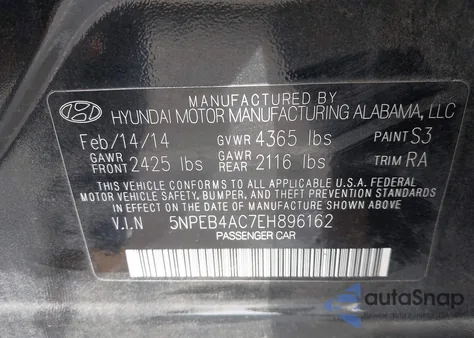 MANUFACTURED BY
HYUNDAI MOTOR MANUFACTURING ALABAMA, LLC
Feb/14/14 GVWR 4365 lbs PAINT S3
GAWR FRONT 2425 lbs GAWR REAR 2116 lbs TRIM RA
THIS VEHICLE CONFORMS TO ALL APPLICABLE U.S.A. FEDERAL
MOTOR VEHICLE SAFETY, BUMPER, AND THEFT PREVENTION STANDARDS
IN EFFECT ON THE DATE OF MANUFACTURE SHOWN ABOVE
V.I.N 5NPEB4AC7EH896162
PASSENGER CAR
autoSnap